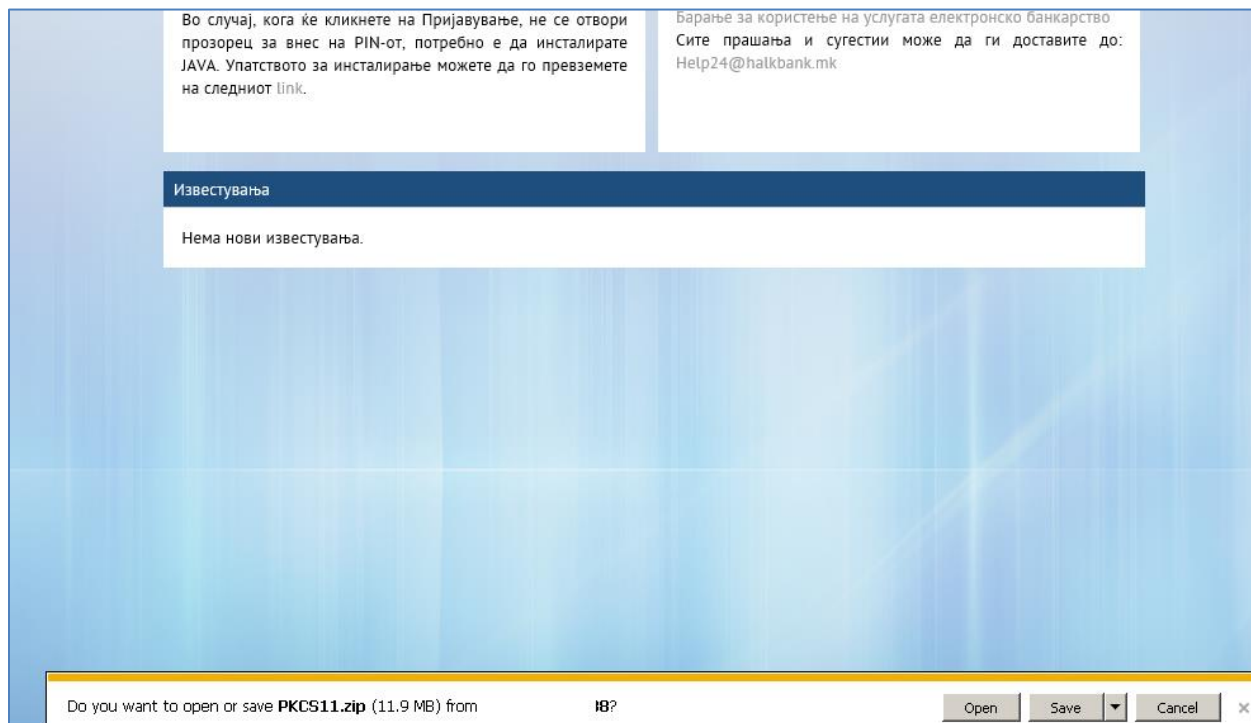 Во случај, кога ќе кликнете на Пријавување, не се отвори
прозорец за внес на PIN-от, потребно е да инсталирате
JAVA. Упатството за инсталирање можете да го превземете
на следниот link.
Барање за користење на услугата електронско банкарство
Сите прашања и сугестии може да ги доставите до:
Help24@halkbank.mk
Известувања
Нема нови известувања.
Do you want to open or save PKCS11.zip (11.9 MB) from 8?
Open
Save
Cancel